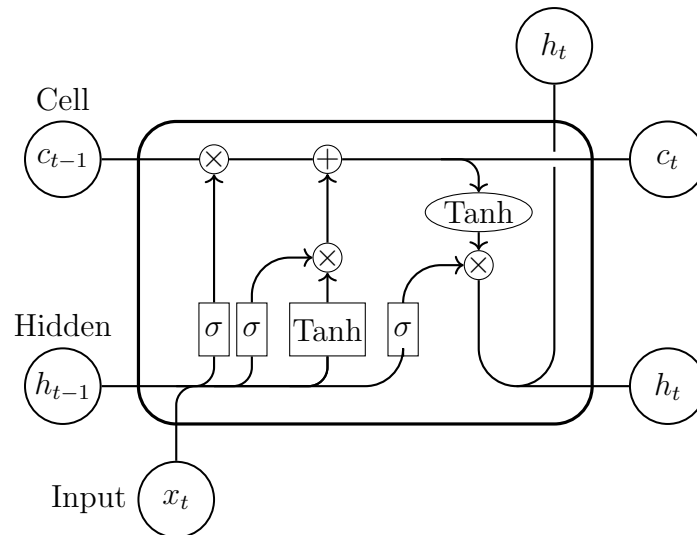 h_t
Cell
c_{t-1} × + c_t
Tanh
× ×
σ σ Tanh σ
Hidden
h_{t-1} h_t
Input x_t